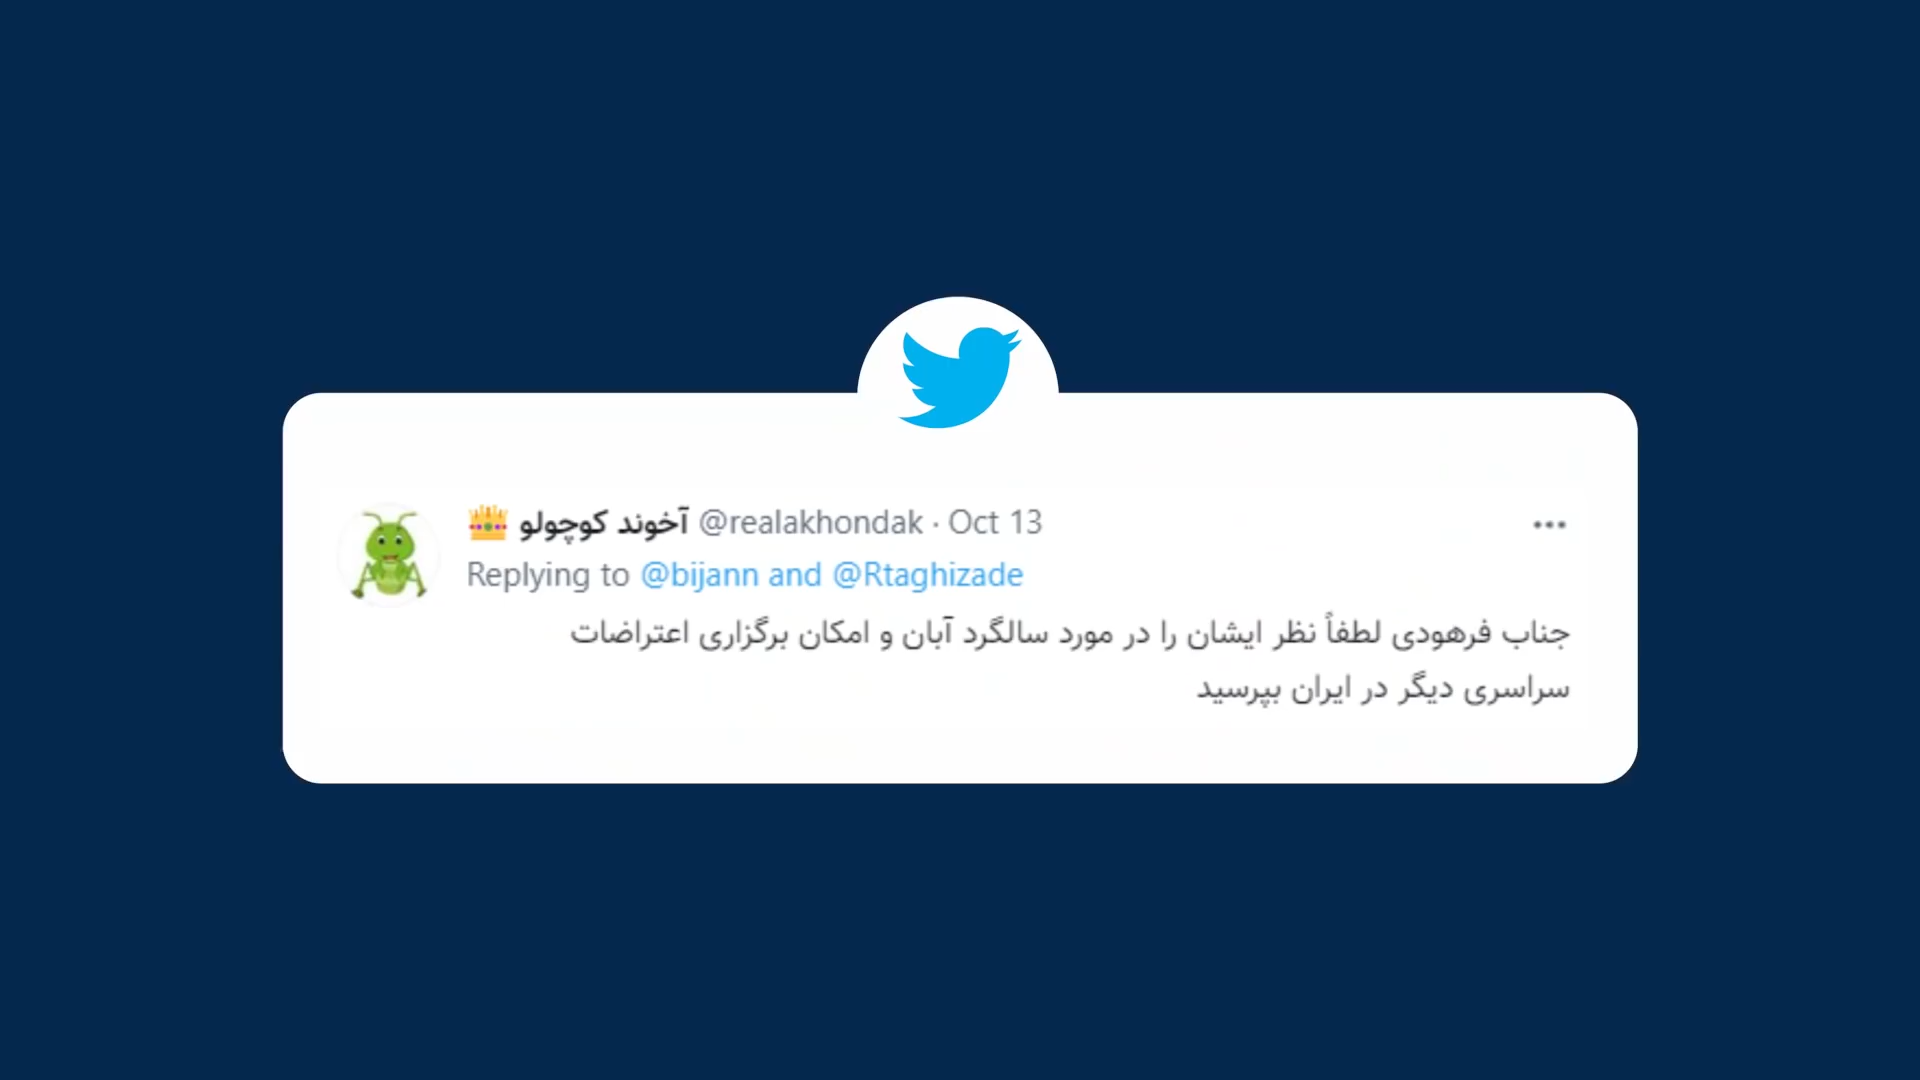 👑 آخوند کوچولو @realakhondak · Oct 13
Replying to @bijann and @Rtaghizade
جناب فرهودی لطفاً نظر ایشان را در مورد سالگرد آبان و امکان برگزاری اعتراضات
سراسری دیگر در ایران بپرسید